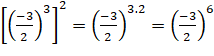 [(-3/2)^3]^2 = (-3/2)^3.2 = (-3/2)^6